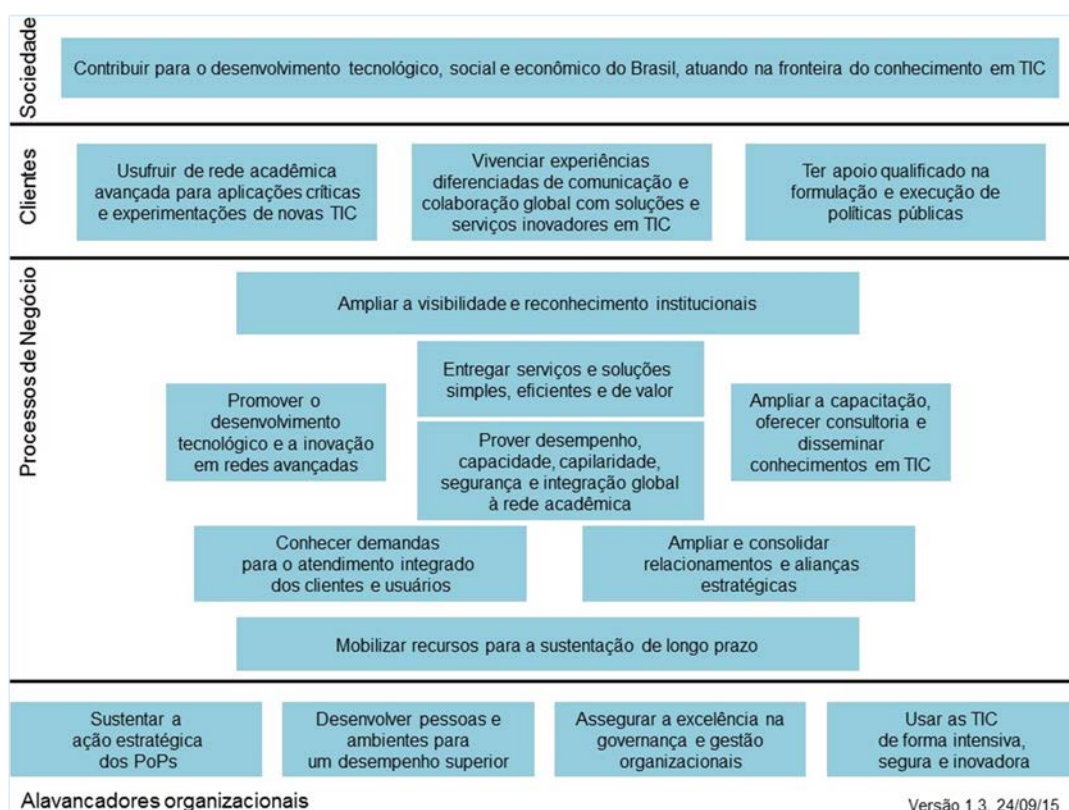 Sociedade
Contribuir para o desenvolvimento tecnológico, social e econômico do Brasil, atuando na fronteira do conhecimento em TIC
Clientes
Usufruir de rede acadêmica
avançada para aplicações críticas
e experimentações de novas TIC
Vivenciar experiências
diferenciadas de comunicação e
colaboração global com soluções e
serviços inovadores em TIC
Ter apoio qualificado na
formulação e execução de
políticas públicas
Processos de Negócio
Ampliar a visibilidade e reconhecimento institucionais
Promover o
desenvolvimento
tecnológico e a inovação
em redes avançadas
Entregar serviços e soluções
simples, eficientes e de valor
Prover desempenho,
capacidade, capilaridade,
segurança e integração global
à rede acadêmica
Ampliar a capacitação,
oferecer consultoria e
disseminar
conhecimentos em TIC
Conhecer demandas
para o atendimento integrado
dos clientes e usuários
Ampliar e consolidar
relacionamentos e alianças
estratégicas
Mobilizar recursos para a sustentação de longo prazo
Sustentar a
ação estratégica
dos PoPs
Desenvolver pessoas e
ambientes para
um desempenho superior
Assegurar a excelência na
governança e gestão
organizacionais
Usar as TIC
de forma intensiva,
segura e inovadora
Alavancadores organizacionais
Versão 1.3, 24/09/15